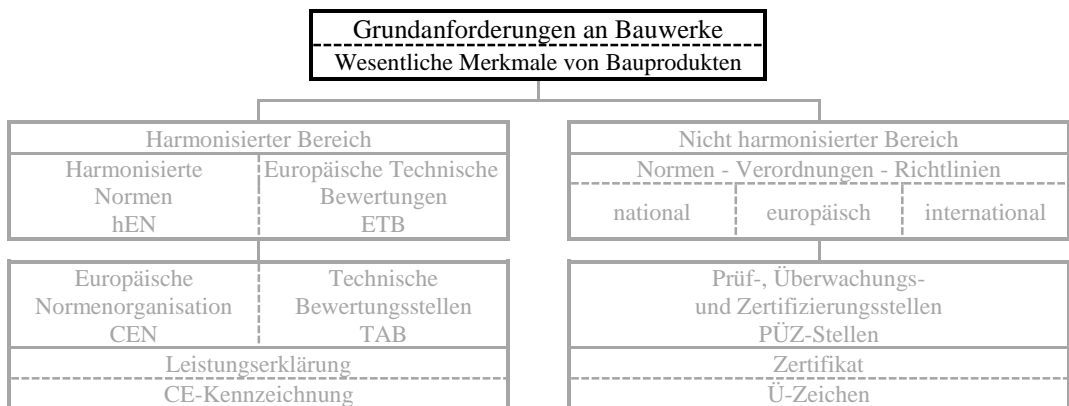 Grundanforderungen an Bauwerke
Wesentliche Merkmale von Bauprodukten
Harmonisierter Bereich
Harmonisierte
Normen
hEN
Europäische Technische
Bewertungen
ETB
Europäische
Normenorganisation
CEN
Technische
Bewertungsstellen
TAB
Leistungserklärung
CE-Kennzeichnung
Nicht harmonisierter Bereich
Normen - Verordnungen - Richtlinien
national
europäisch
international
Prüf-, Überwachungs-
und Zertifizierungsstellen
PÜZ-Stellen
Zertifikat
Ü-Zeichen